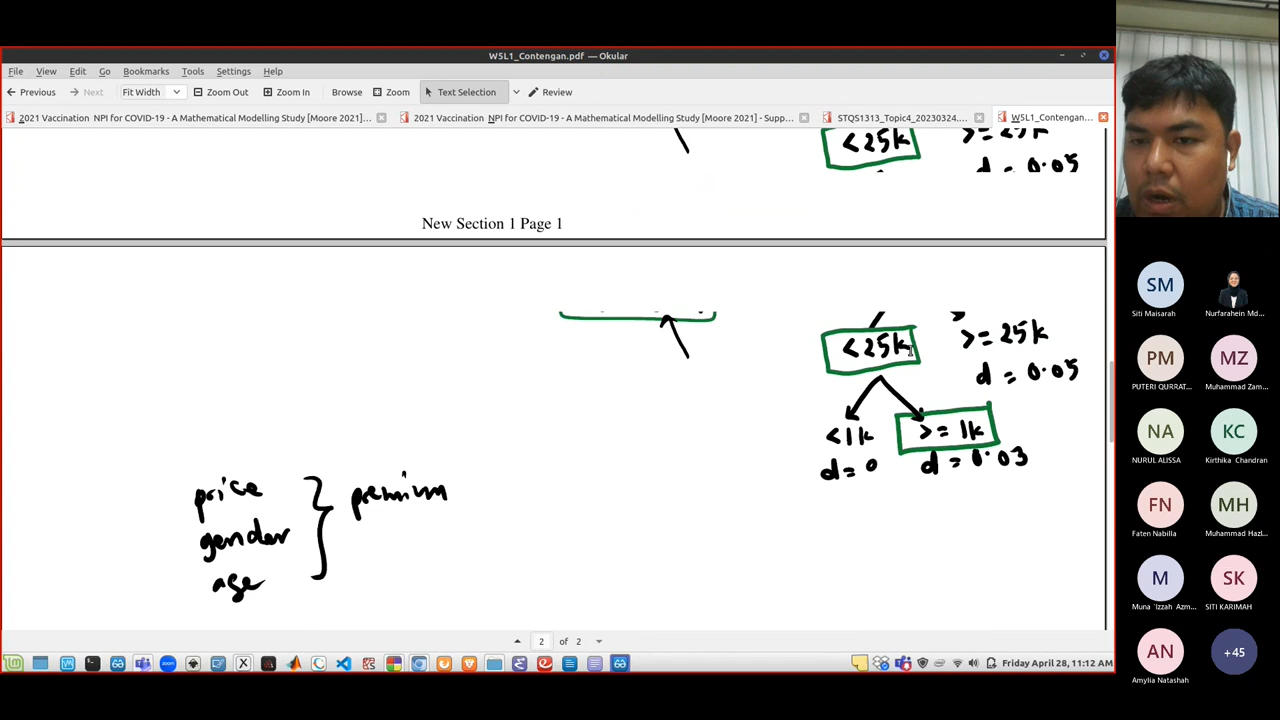 W5L1_Contengan.pdf — Okular
File View Edit Go Bookmarks Tools Settings Help
Previous Next Fit Width Zoom Out Zoom In Browse Zoom Text Selection Review
2021 Vaccination NPI for COVID-19 - A Mathematical Modelling Study [Moore 2021]...
2021 Vaccination NPI for COVID-19 - A Mathematical Modelling Study [Moore 2021] - Supp...
STQS1313_Topic4_20230324....
W5L1_Contengan...
<25k
>= 25k
d = 0.05
New Section 1 Page 1
<25k
>= 25k
d = 0.05
<1k
>= 1k
d = 0
d = 0.03
price
gender
age
premium
2 of 2
Friday April 28, 11:12 AM
SM
Siti Maisarah
Nurfarahein Md...
PM
PUTERI QURRAT...
MZ
Muhammad Zam...
NA
NURUL ALISSA
KC
Kirthika Chandran
FN
Faten Nabilla
MH
Muhammad Hazi...
M
Muna 'Izzah Azm...
SK
SITI KARIMAH
AN
Amylia Natashah
+45